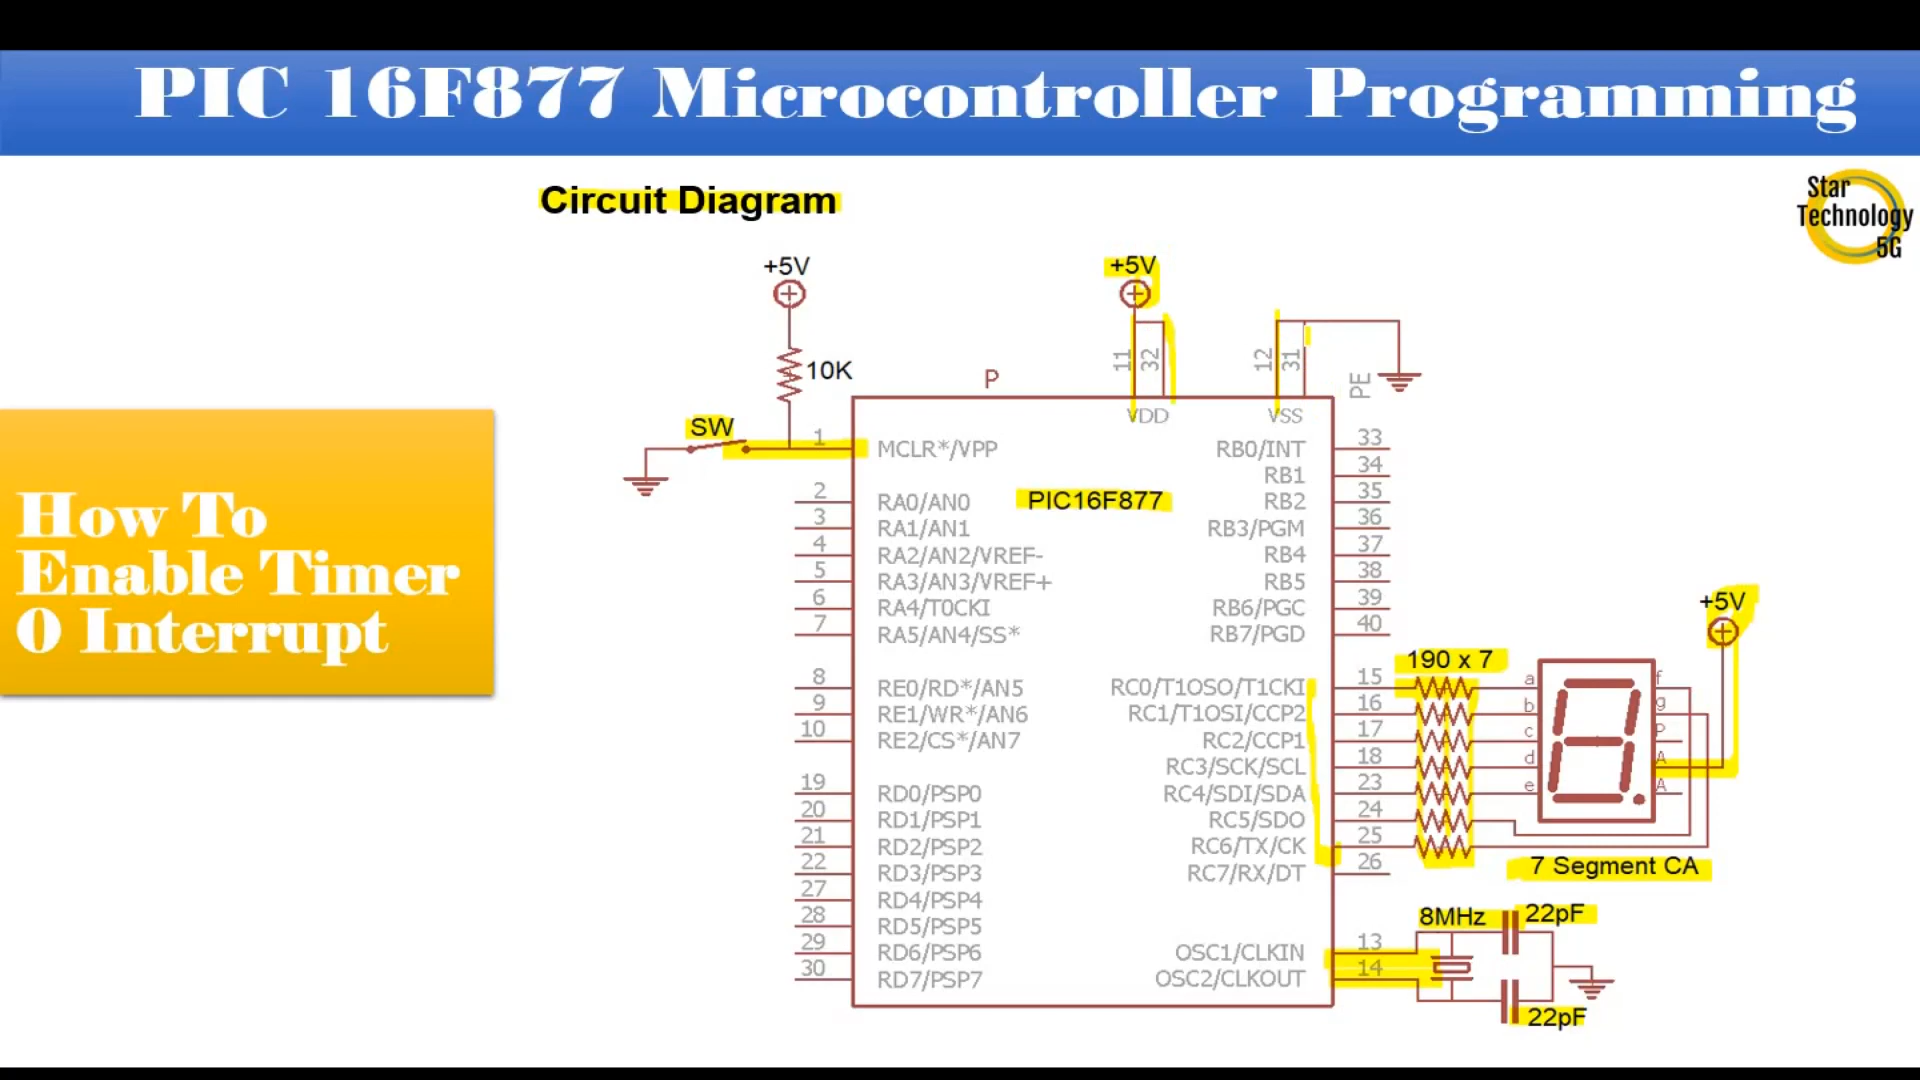 PIC 16F877 Microcontroller Programming
Circuit Diagram
Star
Technology
5G
How To
Enable Timer
0 Interrupt
+5V
+5V
10K
P
11
32
12
31
PE
VDD
VSS
SW
1
MCLR*/VPP
2
RA0/AN0
3
RA1/AN1
4
RA2/AN2/VREF-
5
RA3/AN3/VREF+
6
RA4/T0CKI
7
RA5/AN4/SS*
8
RE0/RD*/AN5
9
RE1/WR*/AN6
10
RE2/CS*/AN7
19
RD0/PSP0
20
RD1/PSP1
21
RD2/PSP2
22
RD3/PSP3
27
RD4/PSP4
28
RD5/PSP5
29
RD6/PSP6
30
RD7/PSP7
PIC16F877
RB0/INT
33
RB1
34
RB2
35
RB3/PGM
36
RB4
37
RB5
38
RB6/PGC
39
RB7/PGD
40
RC0/T1OSO/T1CKI
15
RC1/T1OSI/CCP2
16
RC2/CCP1
17
RC3/SCK/SCL
18
RC4/SDI/SDA
23
RC5/SDO
24
RC6/TX/CK
25
RC7/RX/DT
26
OSC1/CLKIN
13
OSC2/CLKOUT
14
190 x 7
+5V
a
b
c
d
e
f
g
P
A
A
7 Segment CA
8MHz
22pF
22pF